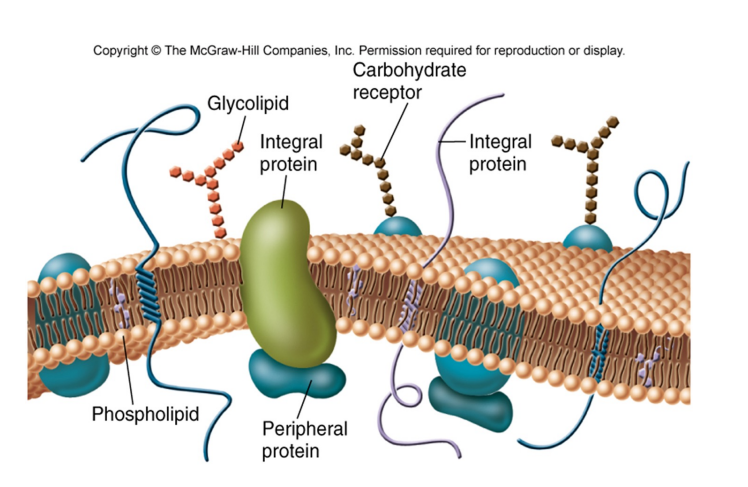 Copyright © The McGraw-Hill Companies, Inc. Permission required for reproduction or display.
Carbohydrate
receptor
Glycolipid
Integral
protein
Integral
protein
Phospholipid
Peripheral
protein